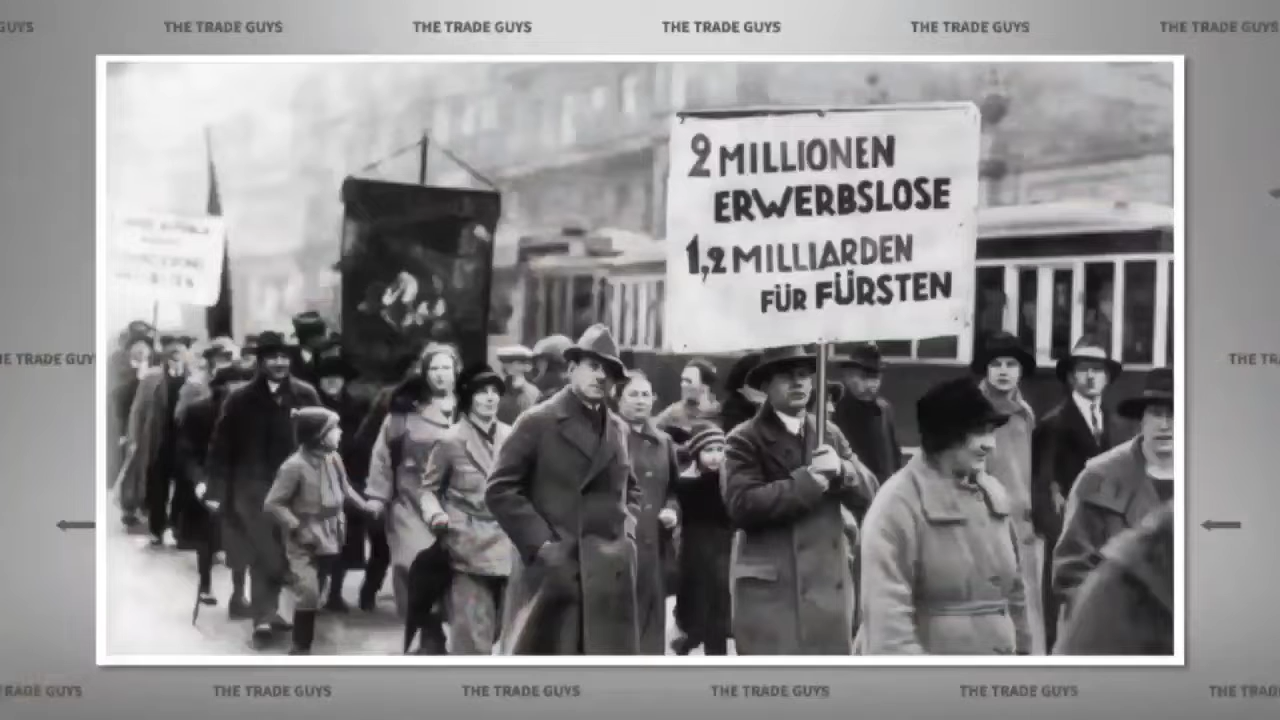 GUYS THE TRADE GUYS THE TRADE GUYS THE TRADE GUYS THE TRADE GUYS THE TRADE GUYS
2 MILLIONEN
ERWERBSLOSE
1,2 MILLIARDEN
FÜR FÜRSTEN
THE TRADE GUYS THE TRADE GUYS THE TRADE GUYS THE TRADE GUYS